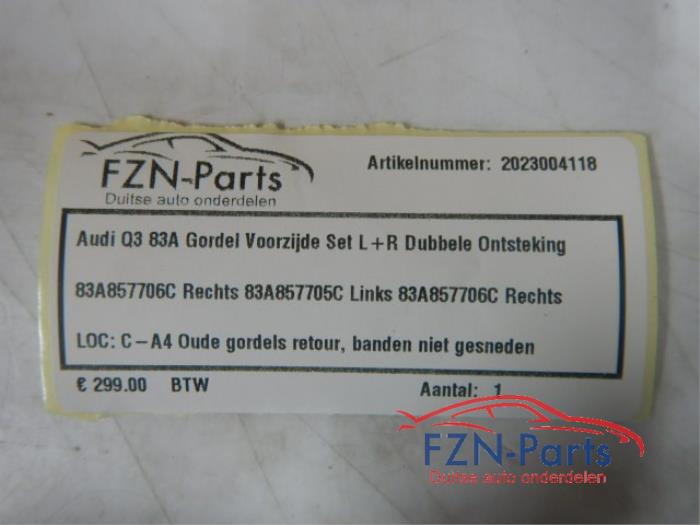 FZN-Parts
Duitse auto onderdelen
Artikelnummer: 2023004118
Audi Q3 83A Gordel Voorzijde Set L+R Dubbele Ontsteking
83A857706C Rechts 83A857705C Links 83A857706C Rechts
LOC: C-A4 Oude gordels retour, banden niet gesneden
€ 299.00 BTW
Aantal: 1
FZN-Parts
Duitse auto onderdelen